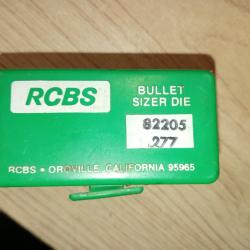 RCBS
BULLET
SIZER DIE
82205
277
RCBS • OROVILLE, CALIFORNIA 95965